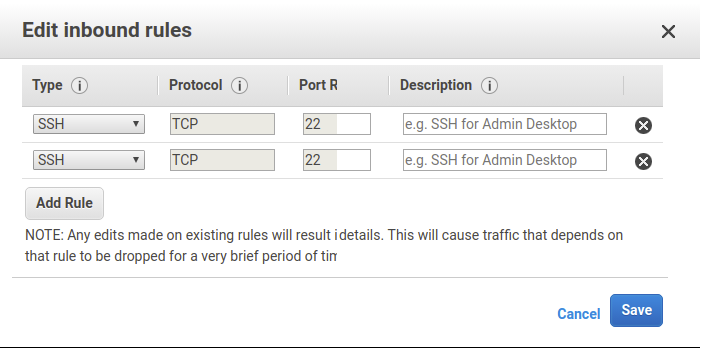 Edit inbound rules
Type Protocol Port R Description
SSH TCP 22 e.g. SSH for Admin Desktop
SSH TCP 22 e.g. SSH for Admin Desktop
Add Rule
NOTE: Any edits made on existing rules will result i details. This will cause traffic that depends on
that rule to be dropped for a very brief period of tim
Cancel Save